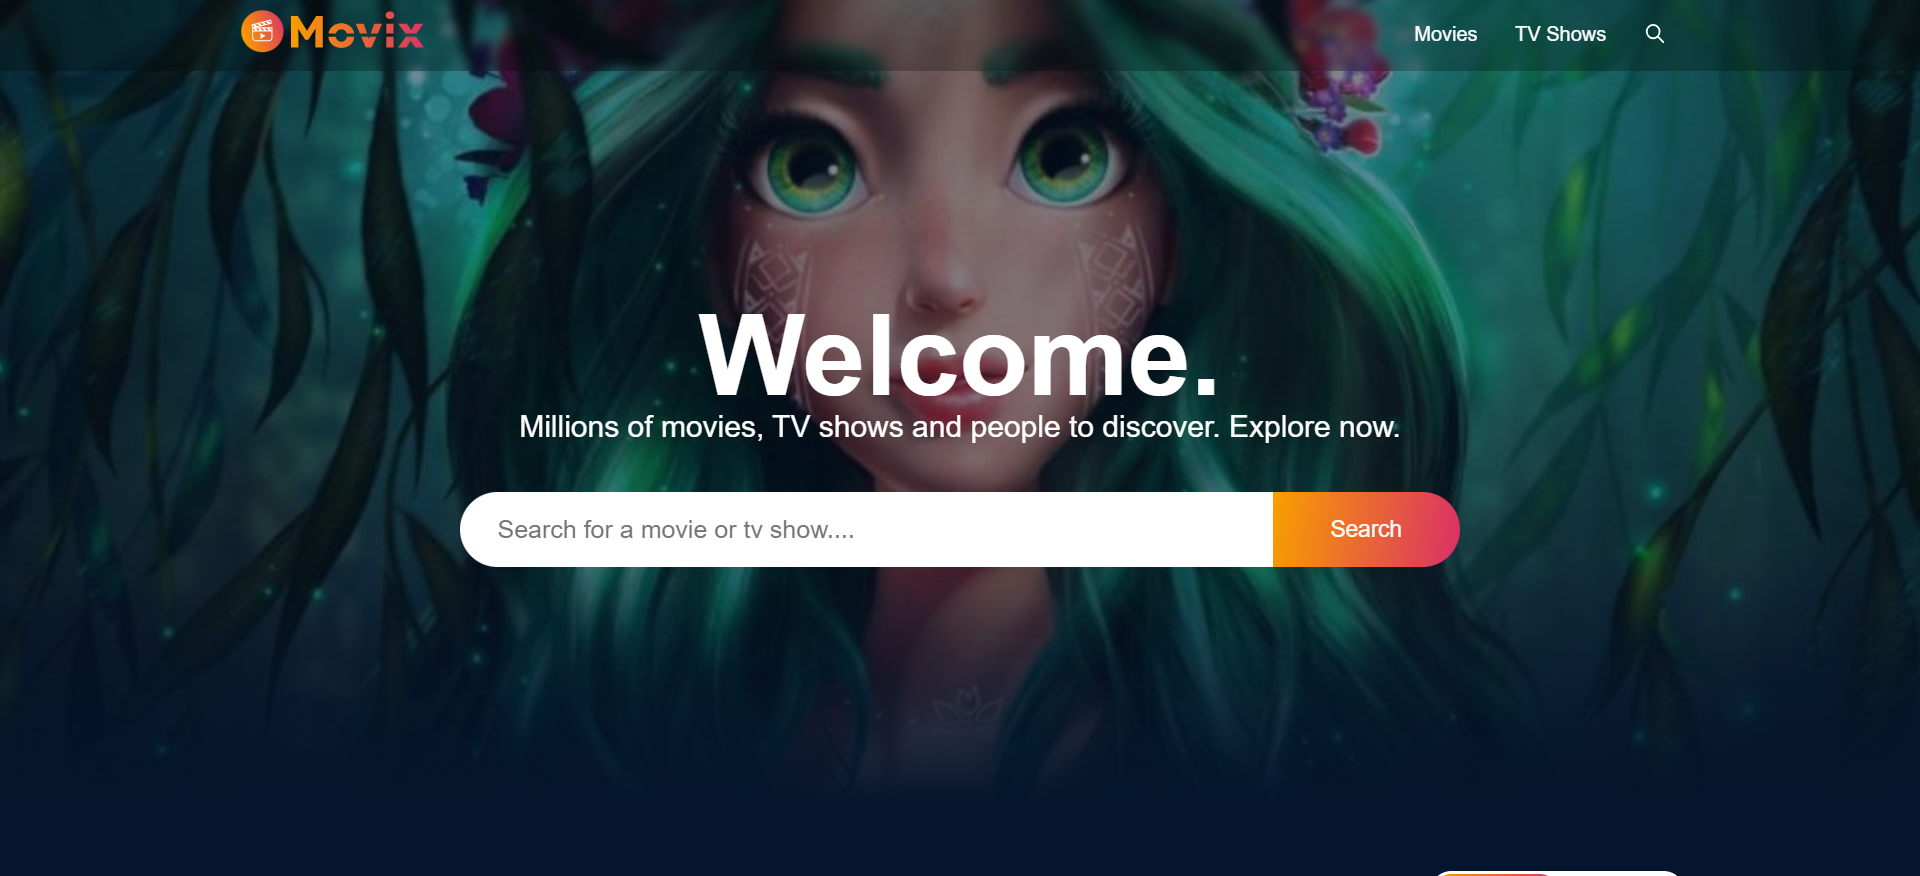 Movix
Movies
TV Shows
Welcome.
Millions of movies, TV shows and people to discover. Explore now.
Search for a movie or tv show....
Search